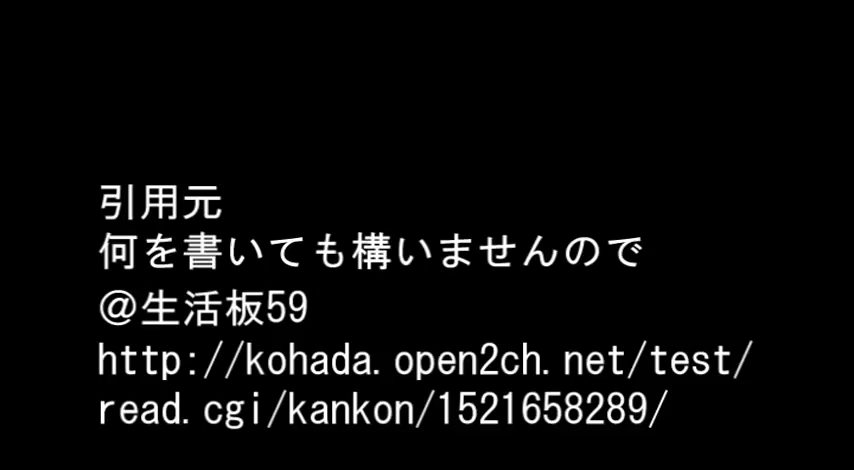 引用元
何を書いても構いませんので
@生活板59
http://kohada.open2ch.net/test/
read.cgi/kankon/1521658289/